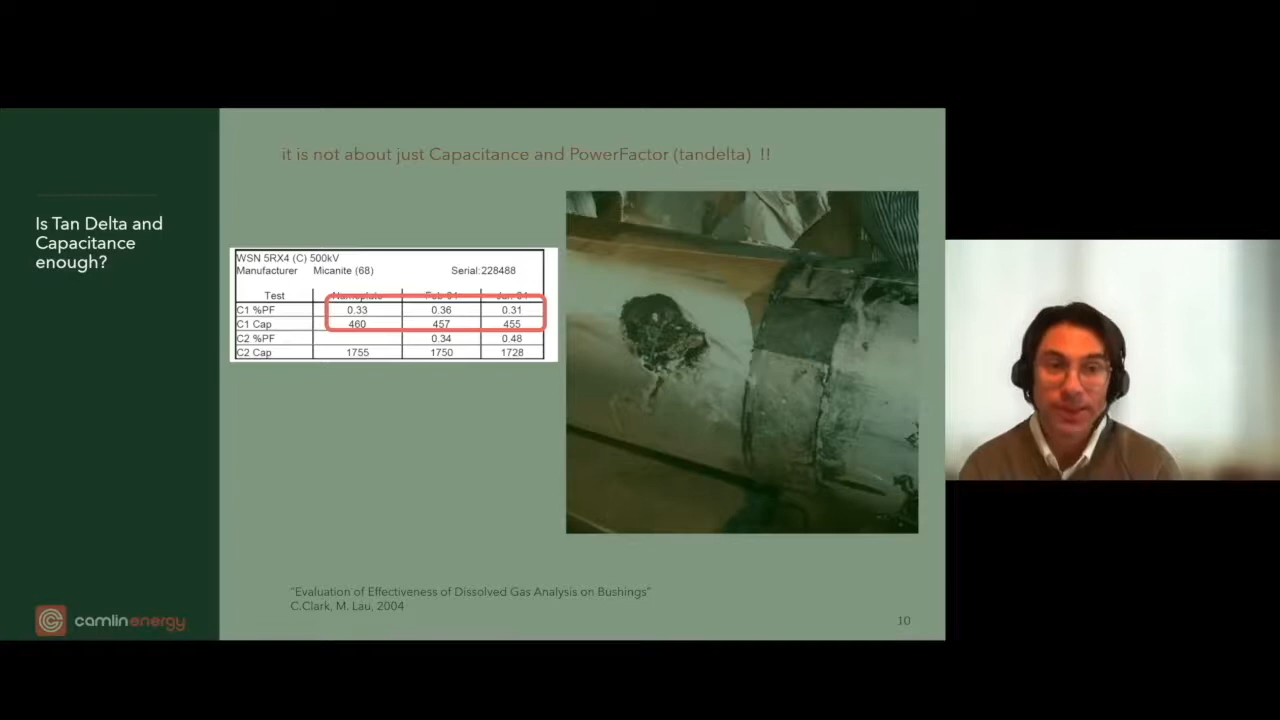 it is not about just Capacitance and PowerFactor (tandelta) !!
Is Tan Delta and
Capacitance
enough?
WSN 5RX4 (C) 500kV
Manufacturer Micanite (68) Serial:228488
Test Nameplate
C1 %PF 0.33 0.36 0.31
C1 Cap 460 457 455
C2 %PF 0.34 0.48
C2 Cap 1755 1750 1728
"Evaluation of Effectiveness of Dissolved Gas Analysis on Bushings"
C.Clark, M. Lau, 2004
camlinenergy
10